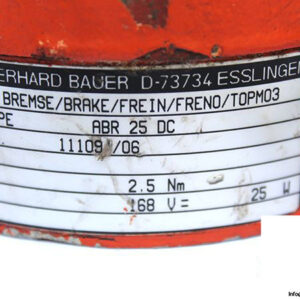 ERHARD BAUER D-73734 ESSLINGEN
BREMSE/BRAKE/FREIN/FRENO/TOPMO3
PE ABR 25 DC
11109 /06
2.5 Nm
168 V= 25 W